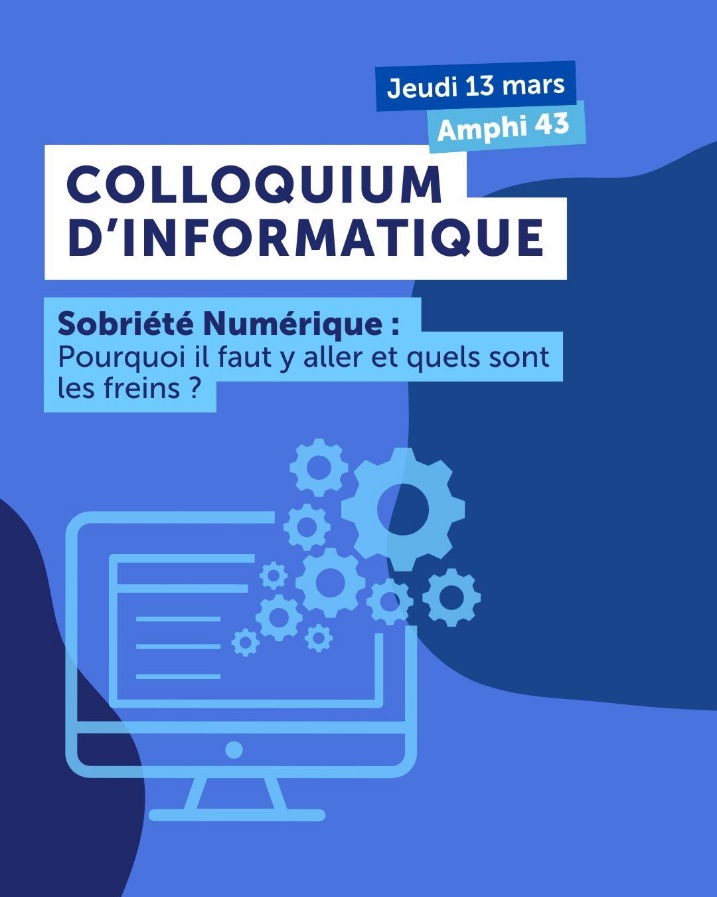 Jeudi 13 mars
Amphi 43
COLLOQUIUM
D’INFORMATIQUE
Sobriété Numérique :
Pourquoi il faut y aller et quels sont
les freins ?